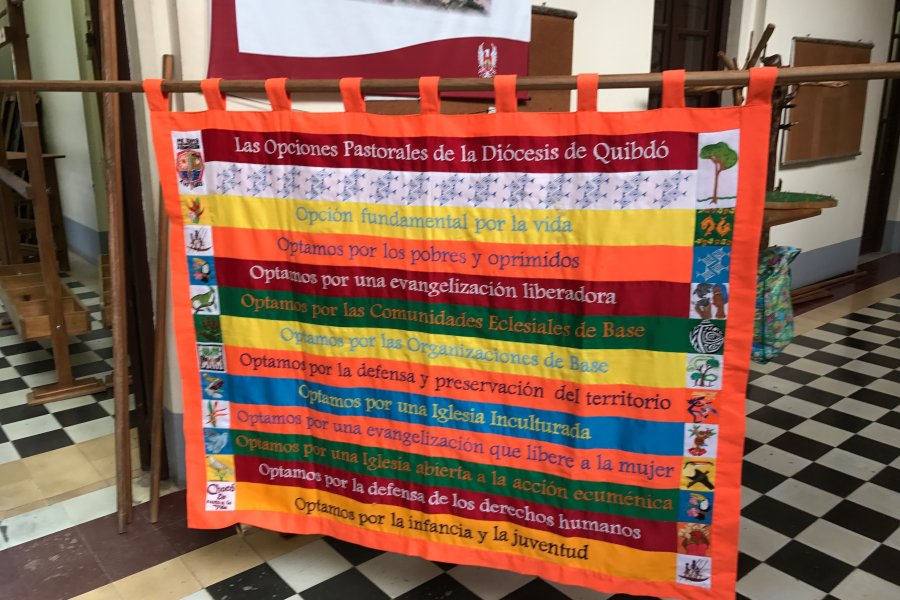 Las Opciones Pastorales de la Diócesis de Quibdó
Opción fundamental por la vida
Optamos por los pobres y oprimidos
Optamos por una evangelización liberadora
Optamos por las Comunidades Eclesiales de Base
Optamos por las Organizaciones de Base
Optamos por la defensa y preservación del territorio
Optamos por una Iglesia Inculturada
Optamos por una evangelización que libere a la mujer
Optamos por una Iglesia abierta a la acción ecuménica
Optamos por la defensa de los derechos humanos
Optamos por la infancia y la juventud
Chocó